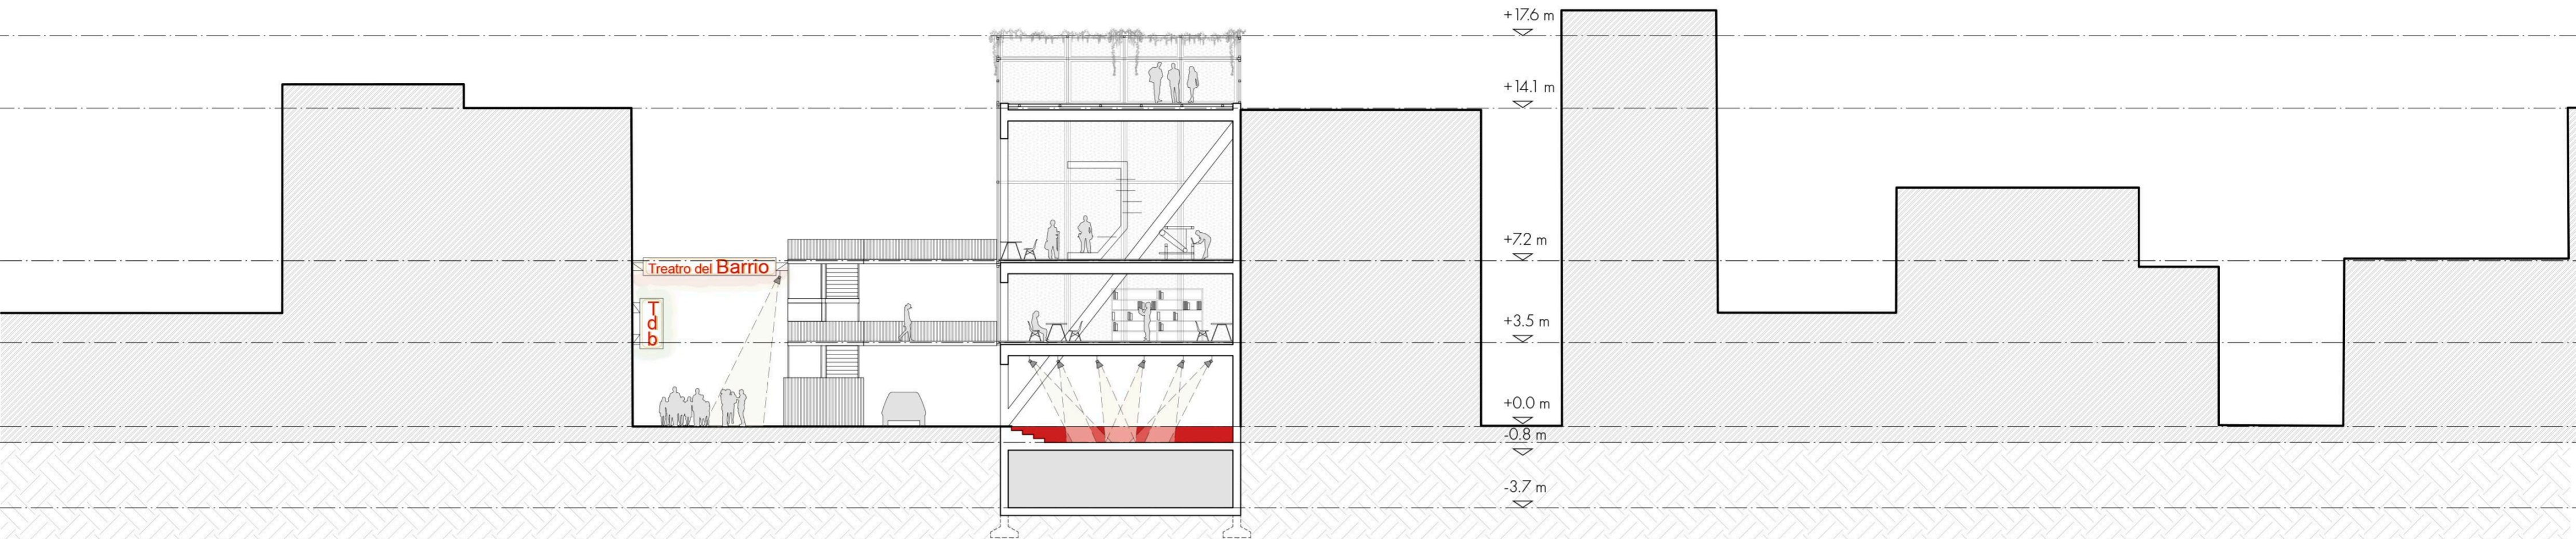 Treatro del Barrio
T
d
b
+17.6 m
+14.1 m
+7.2 m
+3.5 m
+0.0 m
-0.8 m
-3.7 m